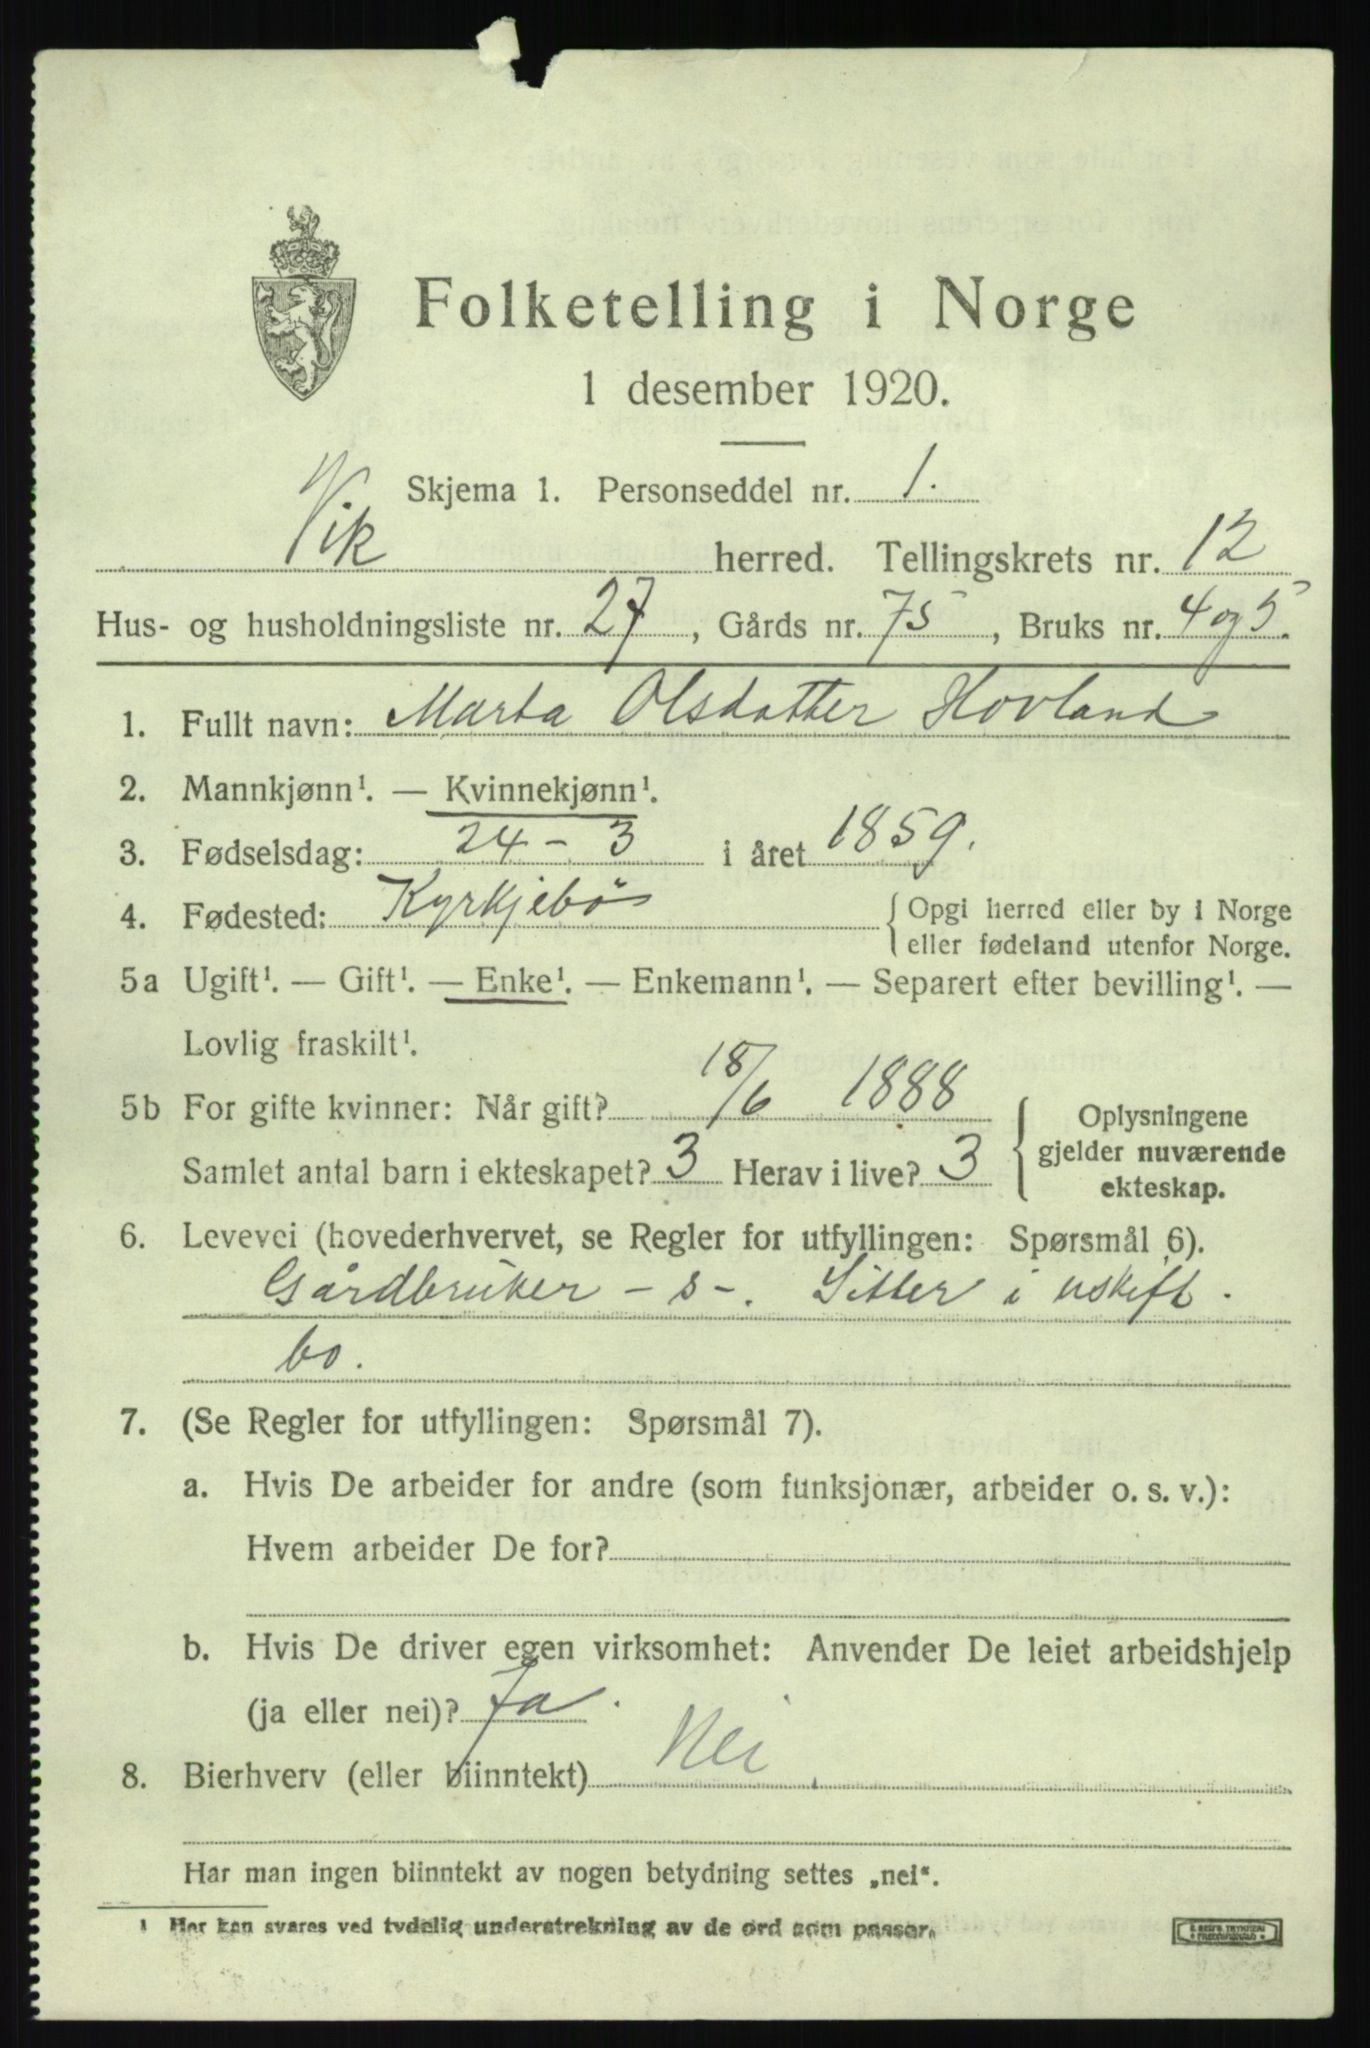 Folketelling i Norge
1 desember 1920.
Skjema 1. Personseddel nr. 1.
Vik herred. Tellingskrets nr. 12
Hus- og husholdningsliste nr. 27, Gårds nr. 75, Bruks nr. 4 og 5.
1. Fullt navn: Marta Olsdatter Hovland
2. Mannkjønn¹. — Kvinnekjønn¹.
3. Fødselsdag: 24 - 3 i året 1859.
4. Fødested: Kyrkjebø { Opgi herred eller by i Norge
eller fødeland utenfor Norge.
5a Ugift¹. — Gift¹. — Enke¹. — Enkemann¹. — Separert efter bevilling¹. —
Lovlig fraskilt¹.
5b For gifte kvinner: Når gift? 18/6 1888
Samlet antal barn i ekteskapet? 3 Herav i live? 3
{ Oplysningene
gjelder nuværende
ekteskap.
6. Levevei (hovederhvervet, se Regler for utfyllingen: Spørsmål 6).
Gårdbruker - s -. Sitter i uskift.
bo.
7. (Se Regler for utfyllingen: Spørsmål 7).
a. Hvis De arbeider for andre (som funksjonær, arbeider o. s. v.):
Hvem arbeider De for?
b. Hvis De driver egen virksomhet: Anvender De leiet arbeidshjelp
(ja eller nei)? Ja.
8. Bierhverv (eller biinntekt) Nei
Har man ingen biinntekt av nogen betydning settes „nei“.
¹ Her kan svares ved tydelig understrekning av de ord som passer.